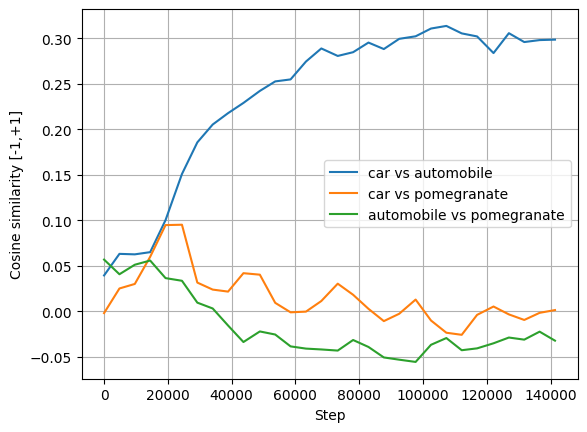 0.30
0.25
0.20
0.15
0.10
0.05
0.00
−0.05
Cosine similarity [-1,+1]
car vs automobile
car vs pomegranate
automobile vs pomegranate
0 20000 40000 60000 80000 100000 120000 140000
Step